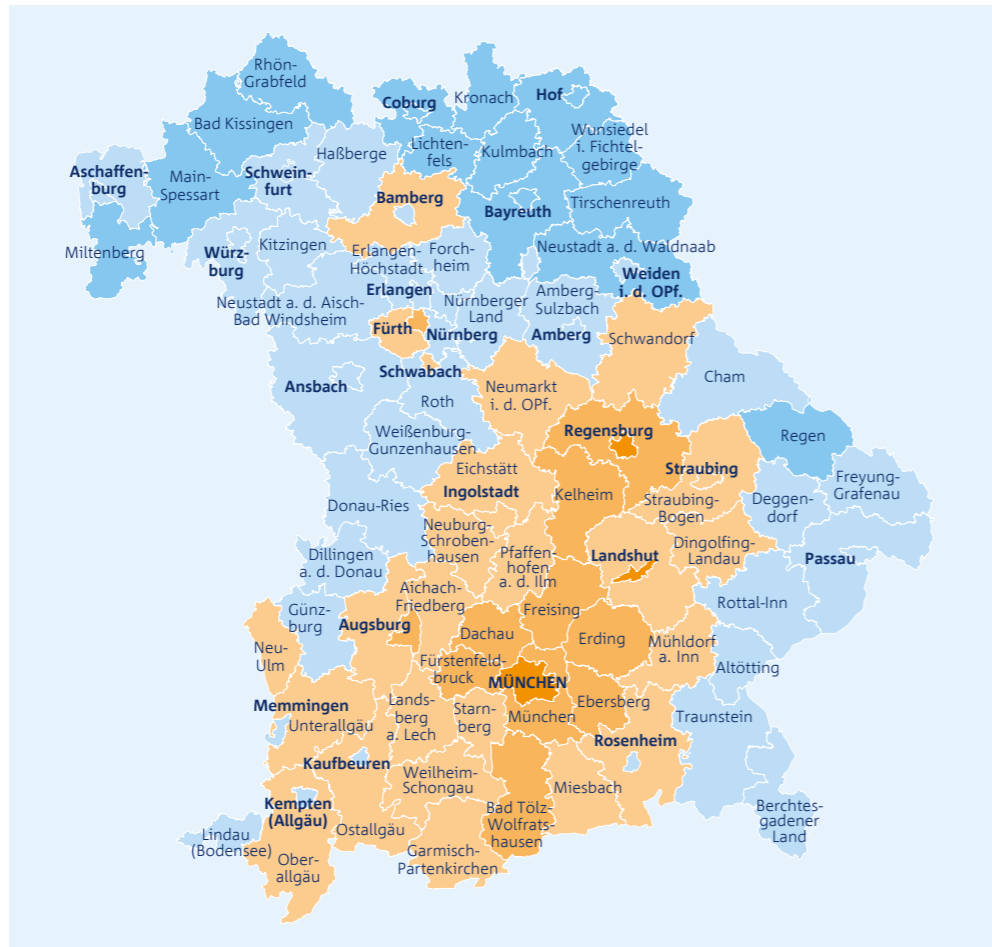 Rhön-
Grabfeld
Coburg
Kronach
Hof
Bad Kissingen
Lichten-
fels
Kulmbach
Wunsiedel
i. Fichtel-
gebirge
Haßberge
Aschaffen-
burg
Main-
Spessart
Schwein-
furt
Bamberg
Bayreuth
Tirschenreuth
Miltenberg
Würz-
burg
Kitzingen
Erlangen-
Höchstadt
Forch-
heim
Neustadt a. d. Waldnaab
Weiden
i. d. OPf.
Neustadt a. d. Aisch-
Bad Windsheim
Erlangen
Nürnberger
Land
Amberg-
Sulzbach
Fürth
Nürnberg
Amberg
Schwandorf
Ansbach
Schwabach
Roth
Neumarkt
i. d. OPf.
Cham
Weißenburg-
Gunzenhausen
Regensburg
Regen
Eichstätt
Ingolstadt
Kelheim
Straubing
Straubing-
Bogen
Deggen-
dorf
Freyung-
Grafenau
Donau-Ries
Neuburg-
Schroben-
hausen
Pfaffen-
hofen
a. d. Ilm
Landshut
Dingolfing-
Landau
Passau
Dillingen
a. d. Donau
Aichach-
Friedberg
Freising
Rottal-Inn
Günz-
burg
Augsburg
Dachau
Erding
Mühldorf
a. Inn
Neu-
Ulm
Fürstenfeld-
bruck
MÜNCHEN
Altötting
Memmingen
Unterallgäu
Lands-
berg
a. Lech
Starn-
berg
München
Ebersberg
Traunstein
Kaufbeuren
Rosenheim
Weilheim-
Schongau
Miesbach
Kempten
(Allgäu)
Ostallgäu
Bad Tölz-
Wolfrats-
hausen
Berchtes-
gadener
Land
Lindau
(Bodensee)
Ober-
allgäu
Garmisch-
Partenkirchen